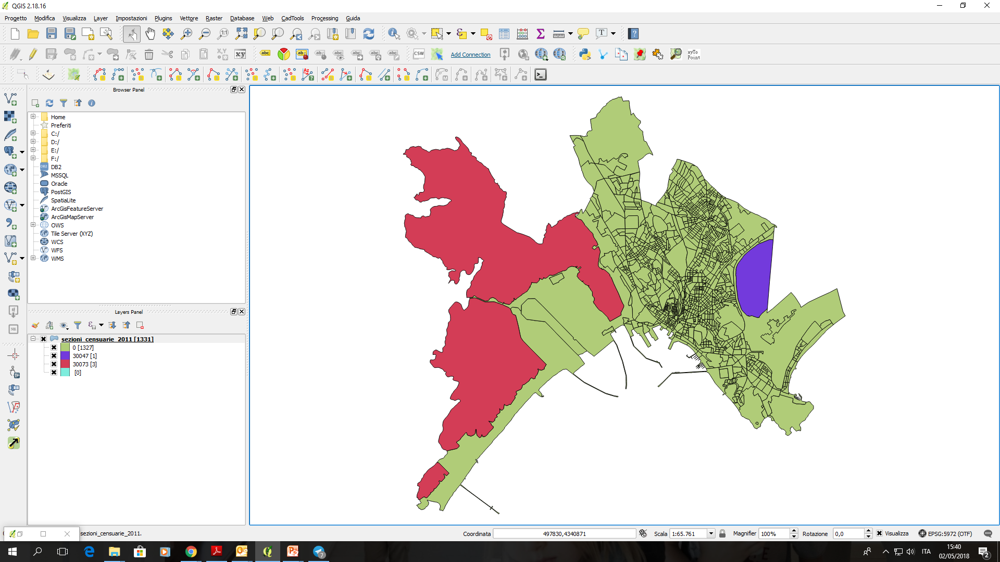 QGIS 2.18.16
Progetto Modifica Visualizza Layer Impostazioni Plugins Vettore Raster Database Web CadTools Processing Guida
CSW Add Connection xyTo Point
Browser Panel
Home
Preferiti
C:/
D:/
E:/
F:/
DB2
MSSQL
Oracle
PostGIS
SpatiaLite
ArcGisFeatureServer
ArcGisMapServer
OWS
Tile Server (XYZ)
WCS
WFS
WMS
Layers Panel
sezioni_censuarie_2011 [1331]
0 [1327]
30047 [1]
30073 [3]
[0]
sezioni_censuarie_2011.
Coordinata 497830,4340871 Scala 1:65.761 Magnifier 100% Rotazione 0,0 Visualizza EPSG:5972 (OTF)
ITA
15:40
02/05/2018
7
2